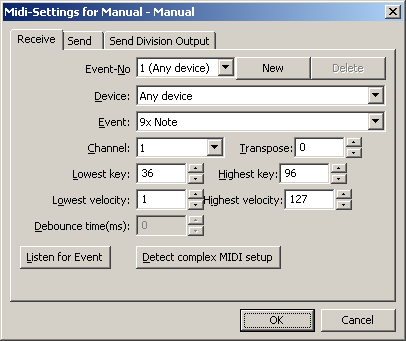 Midi-Settings for Manual - Manual
Receive Send Send Division Output
Event-No 1 (Any device) New Delete
Device: Any device
Event: 9x Note
Channel: 1 Transpose: 0
Lowest key: 36 Highest key: 96
Lowest velocity: 1 Highest velocity: 127
Debounce time(ms): 0
Listen for Event Detect complex MIDI setup
OK Cancel